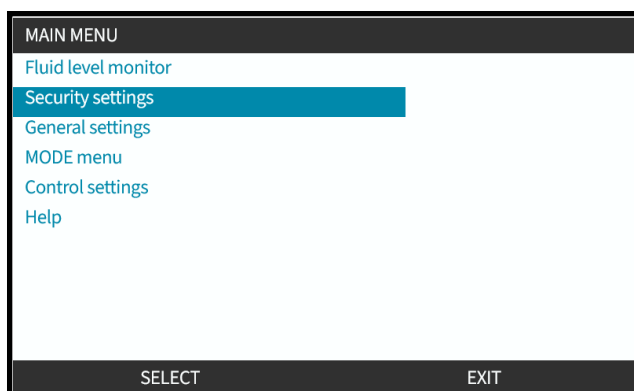 MAIN MENU
Fluid level monitor
Security settings
General settings
MODE menu
Control settings
Help
SELECT EXIT